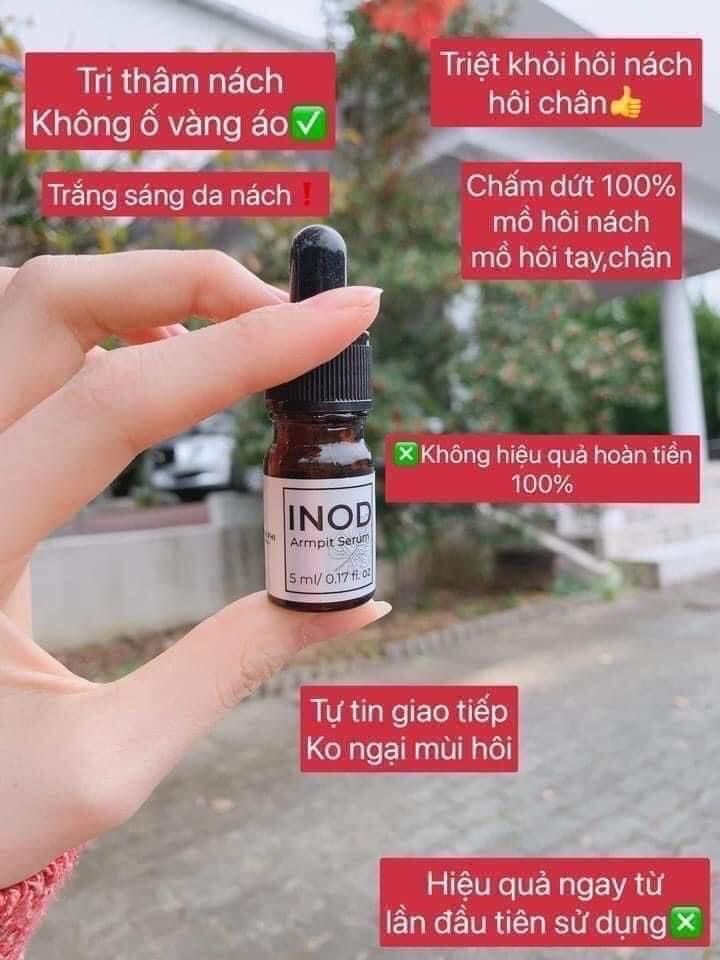 Trị thâm nách
Không ố vàng áo✅
Trắng sáng da nách❗
Triệt khỏi hôi nách
hôi chân👍
Chấm dứt 100%
mồ hôi nách
mồ hôi tay,chân
❎Không hiệu quả hoàn tiền
100%
INOD
Armpit Serum
5 ml/ 0.17 fl. oz
Tự tin giao tiếp
Ko ngại mùi hôi
Hiệu quả ngay từ
lần đầu tiên sử dụng❎